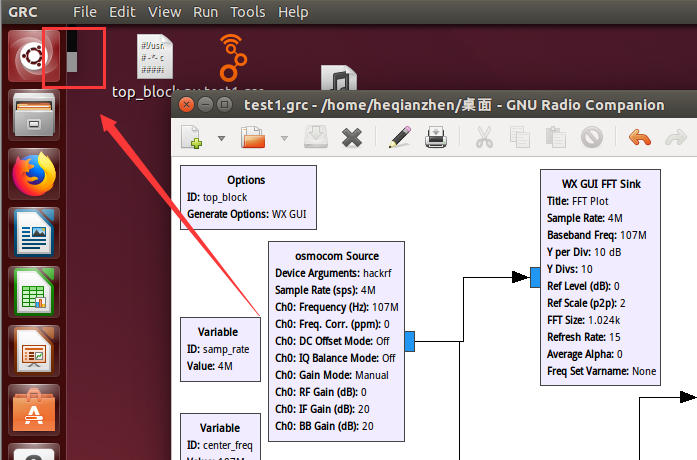 GRC File Edit View Run Tools Help
#!/usr.
# -*- c
####
test1.grc - /home/heqianzhen/桌面 - GNU Radio Companion
Options
ID: top_block
Generate Options: WX GUI
osmocom Source
Device Arguments: hackrf
Sample Rate (sps): 4M
Ch0: Frequency (Hz): 107M
Ch0: Freq. Corr. (ppm): 0
Ch0: DC Offset Mode: Off
Ch0: IQ Balance Mode: Off
Ch0: Gain Mode: Manual
Ch0: RF Gain (dB): 0
Ch0: IF Gain (dB): 20
Ch0: BB Gain (dB): 20
WX GUI FFT Sink
Title: FFT Plot
Sample Rate: 4M
Baseband Freq: 107M
Y per Div: 10 dB
Y Divs: 10
Ref Level (dB): 0
Ref Scale (p2p): 2
FFT Size: 1.024k
Refresh Rate: 15
Average Alpha: 0
Freq Set Varname: None
Variable
ID: samp_rate
Value: 4M
Variable
ID: center_freq